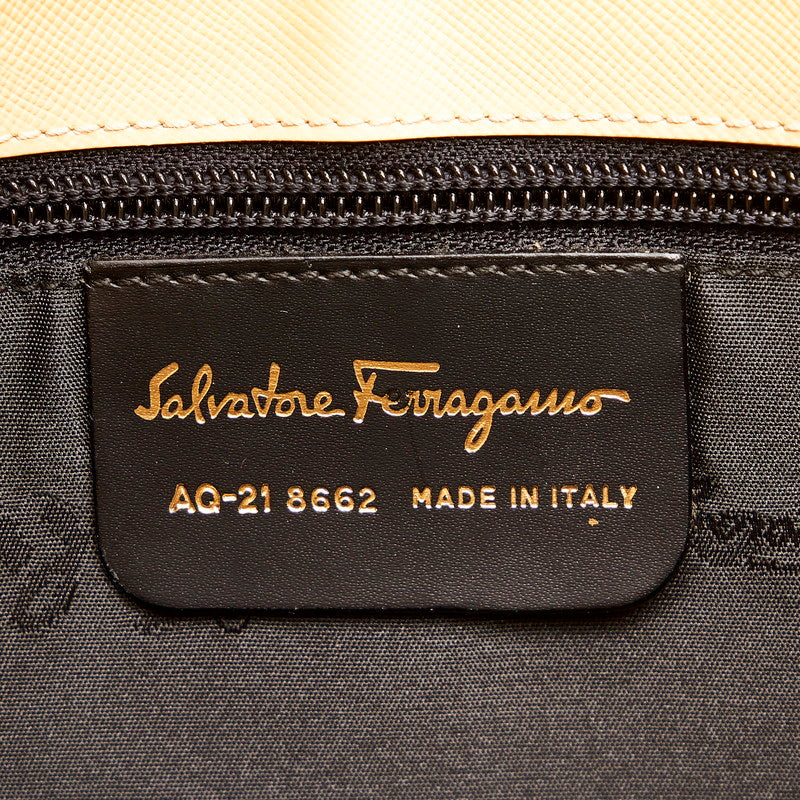 Salvatore Ferragamo
AQ-21 8662 MADE IN ITALY